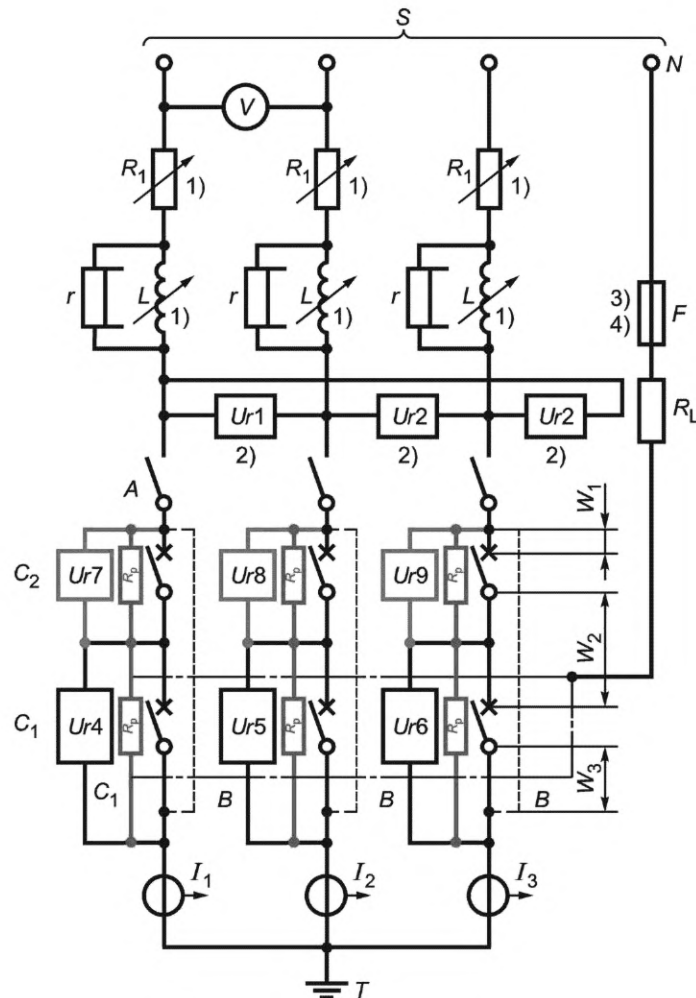 S
N
V
R1 1) R1 1) R1 1)
r L 1) r L 1) r L 1)
3)
4) F
RL
Ur1 Ur2 Ur2
2) 2) 2)
A
W1
C2 Ur7 Rp Ur8 Rp Ur9 Rp
W2
C1 Ur4 Rp Ur5 Rp Ur6 Rp
C1 B B B W3
I1 I2 I3
T